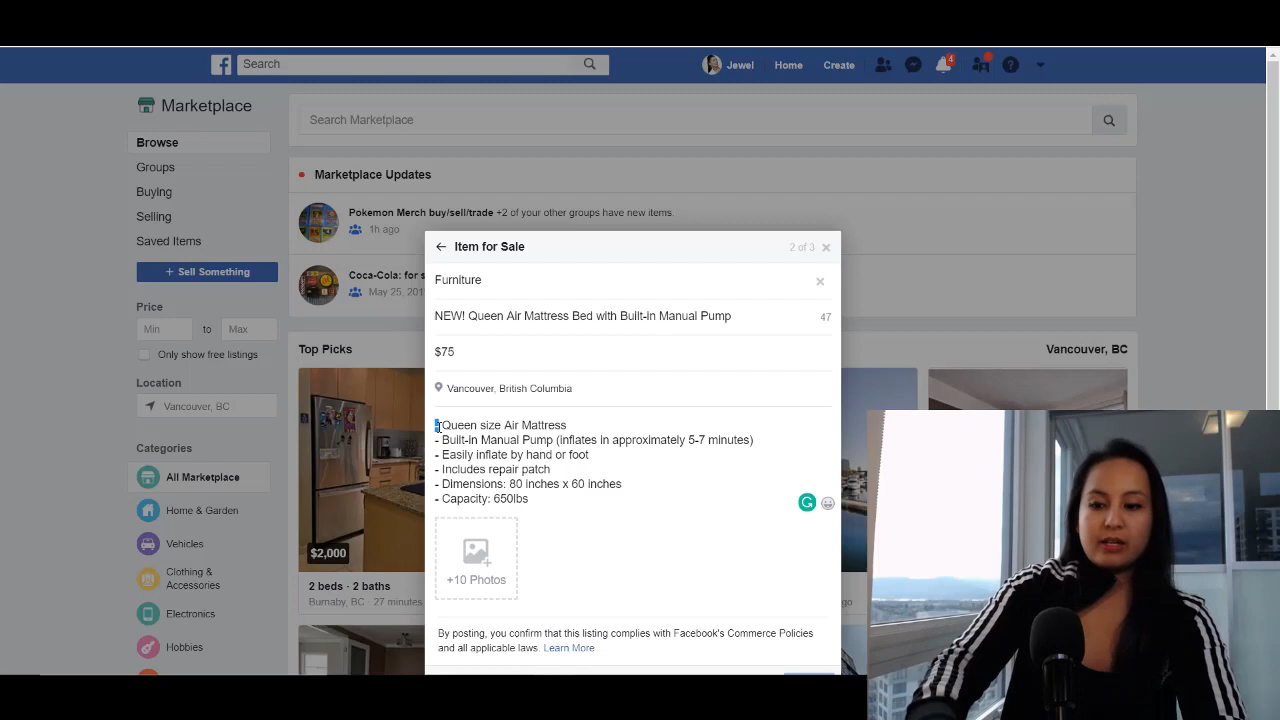 Search
Jewel
Home
Create
4
Marketplace
Search Marketplace
Browse
Groups
Buying
Selling
Saved Items
+ Sell Something
Price
Min
to
Max
Only show free listings
Location
Vancouver, BC
Categories
All Marketplace
Home & Garden
Vehicles
Clothing &
Accessories
Electronics
Hobbies
Marketplace Updates
Pokemon Merch buy/sell/trade +2 of your other groups have new items.
1h ago
Coca-Cola: for s
May 25, 201
Top Picks
Vancouver, BC
$2,000
2 beds · 2 baths
Burnaby, BC · 27 minutes
ago
Item for Sale
2 of 3
Furniture
NEW! Queen Air Mattress Bed with Built-in Manual Pump
47
$75
Vancouver, British Columbia
- Queen size Air Mattress
- Built-in Manual Pump (inflates in approximately 5-7 minutes)
- Easily inflate by hand or foot
- Includes repair patch
- Dimensions: 80 inches x 60 inches
- Capacity: 650lbs
+10 Photos
By posting, you confirm that this listing complies with Facebook's Commerce Policies
and all applicable laws. Learn More